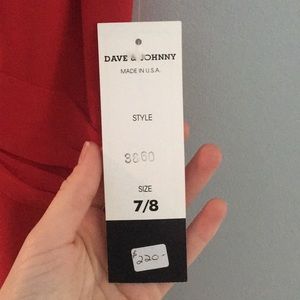 DAVE & JOHNNY
MADE IN U.S.A.
STYLE
3860
SIZE
7/8
$220-